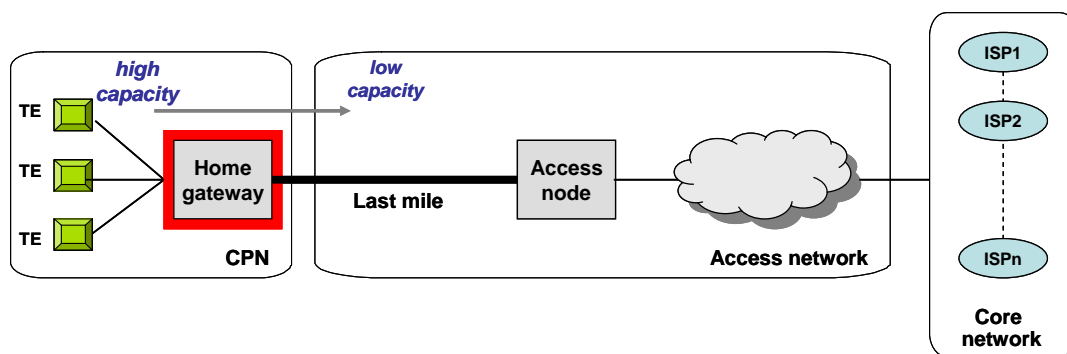 high
capacity
low
capacity
TE
TE
TE
Home
gateway
CPN
Last mile
Access
node
Access network
ISP1
ISP2
ISPn
Core
network